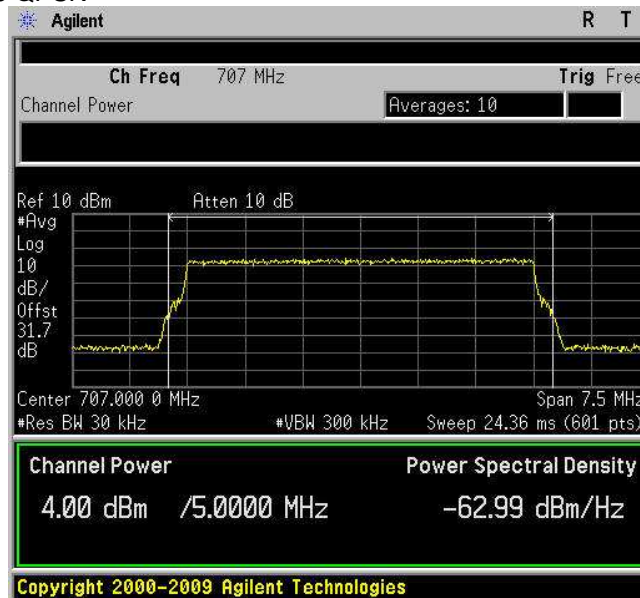 Agilent R T
Ch Freq 707 MHz Trig Free
Channel Power Averages: 10
Ref 10 dBm Atten 10 dB
#Avg
Log
10
dB/
Offst
31.7
dB
Center 707.000 0 MHz Span 7.5 MHz
#Res BW 30 kHz #VBW 300 kHz Sweep 24.36 ms (601 pts)
Channel Power Power Spectral Density
4.00 dBm /5.0000 MHz -62.99 dBm/Hz
Copyright 2000-2009 Agilent Technologies